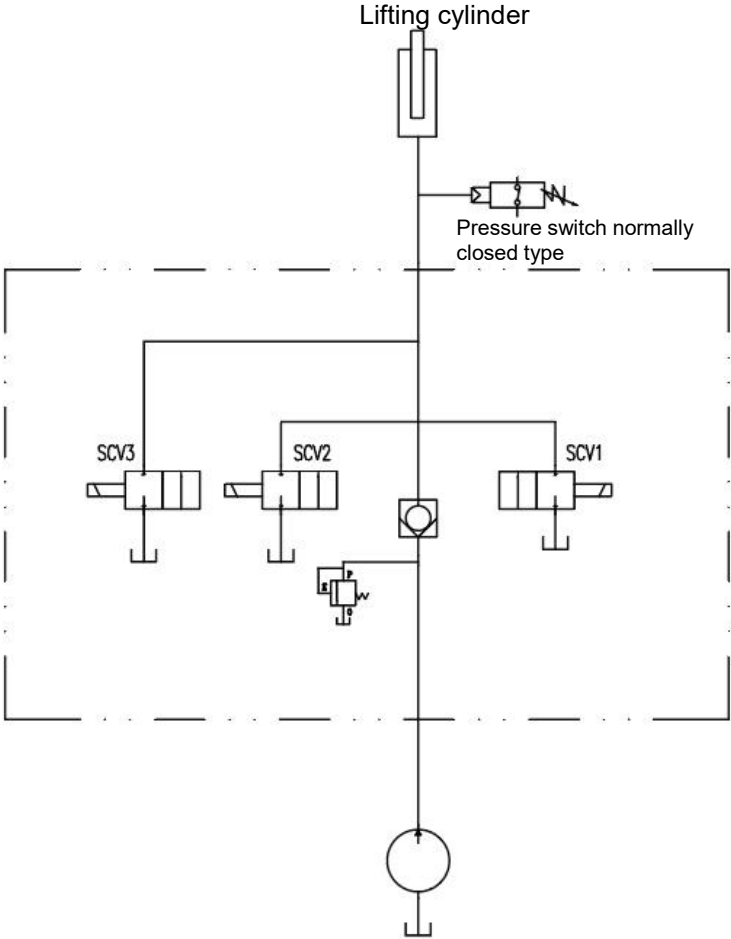 Lifting cylinder
Pressure switch normally
closed type
SCV3
SCV2
SCV1
P
O